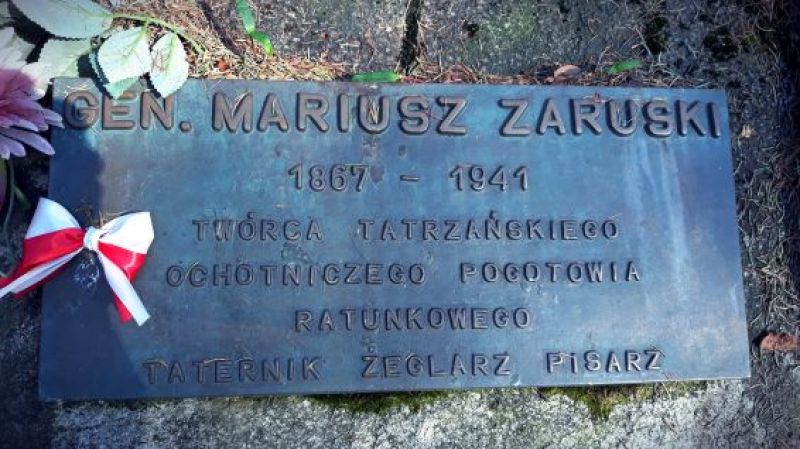 GEN. MARIUSZ ZARUSKI
1867 - 1941
TWÓRCA TATRZAŃSKIEGO
OCHOTNICZEGO POGOTOWIA
RATUNKOWEGO
TATERNIK ŻEGLARZ PISARZ